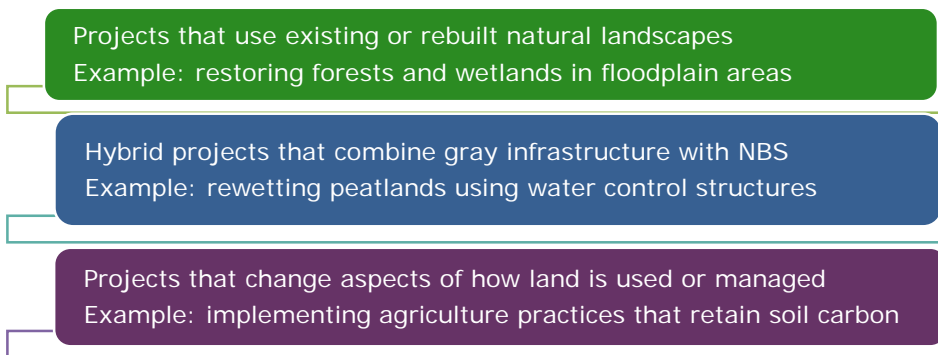 Projects that use existing or rebuilt natural landscapes
Example: restoring forests and wetlands in floodplain areas
Hybrid projects that combine gray infrastructure with NBS
Example: rewetting peatlands using water control structures
Projects that change aspects of how land is used or managed
Example: implementing agriculture practices that retain soil carbon